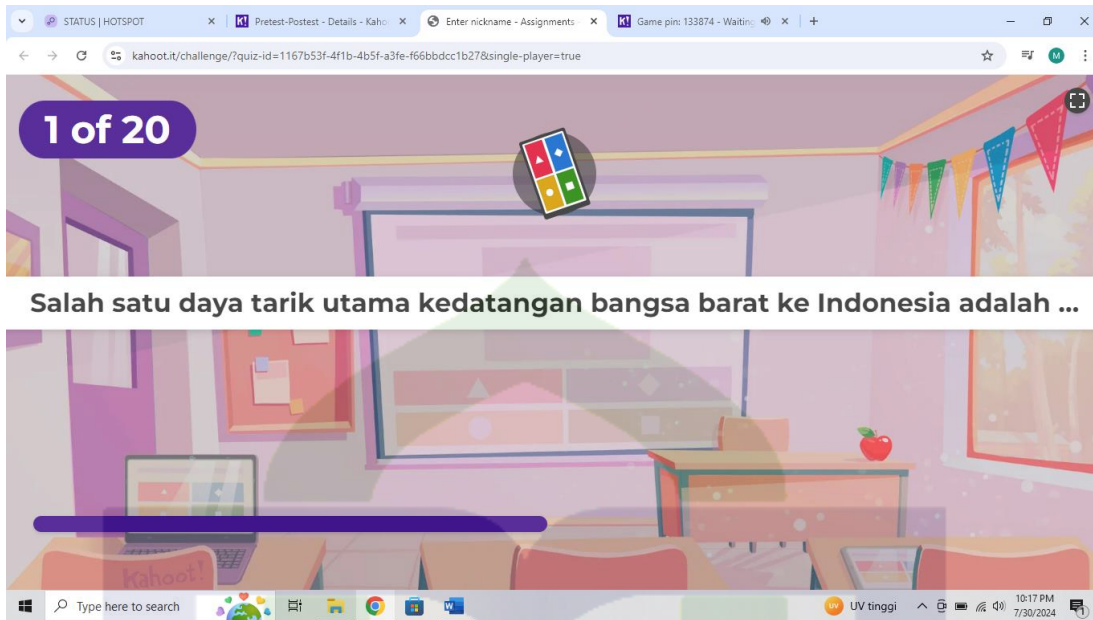 STATUS | HOTSPOT
Pretest-Postest - Details - Kaho
Enter nickname - Assignments
Game pin: 133874 - Waiting
kahoot.it/challenge/?quiz-id=1167b53f-4f1b-4b5f-a3fe-f66bbdcc1b27&single-player=true
M
1 of 20
Salah satu daya tarik utama kedatangan bangsa barat ke Indonesia adalah ...
Kahoot!
Type here to search
UV tinggi
10:17 PM
7/30/2024